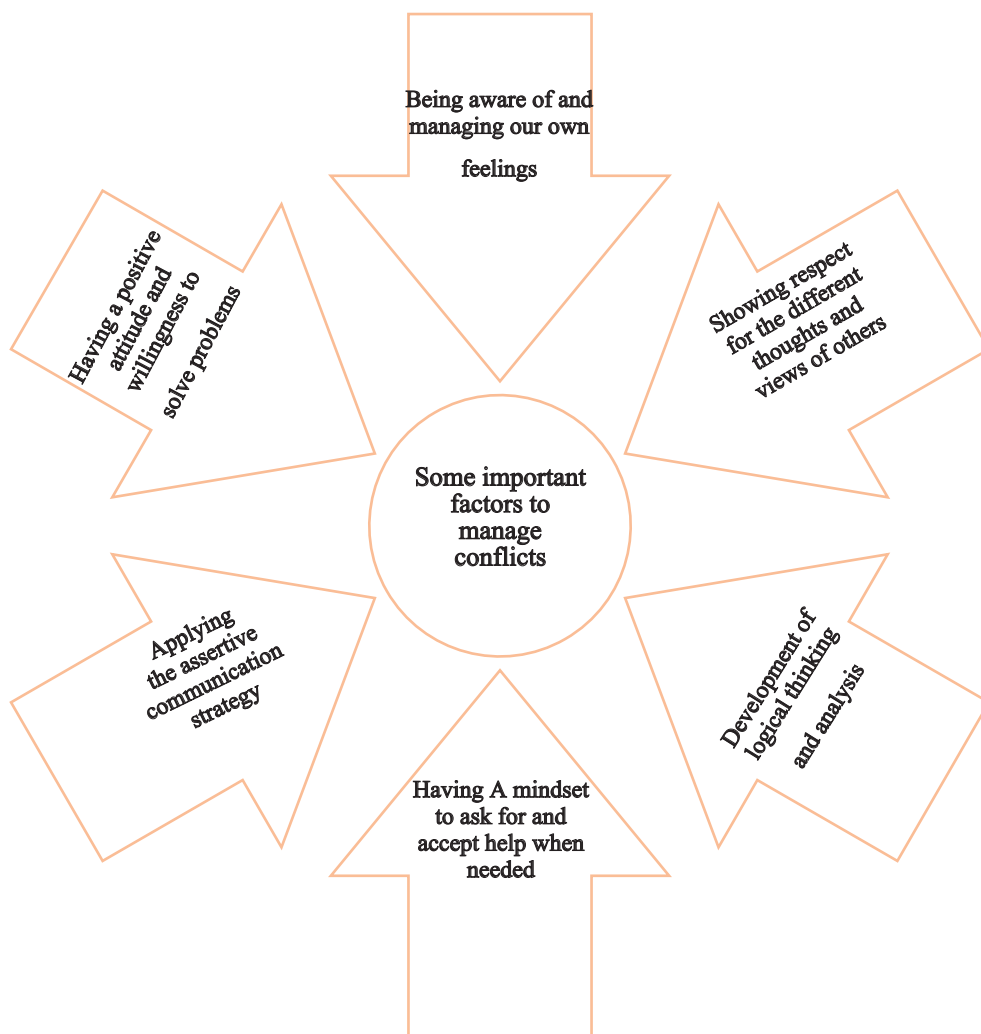 Being aware of and
managing our own
feelings
Showing respect
for the different
thoughts and
views of others
Development of
logical thinking
and analysis
Having A mindset
to ask for and
accept help when
needed
Applying
the assertive
communication
strategy
Having a positive
attitude and
willingness to
solve problems
Some important
factors to
manage
conflicts